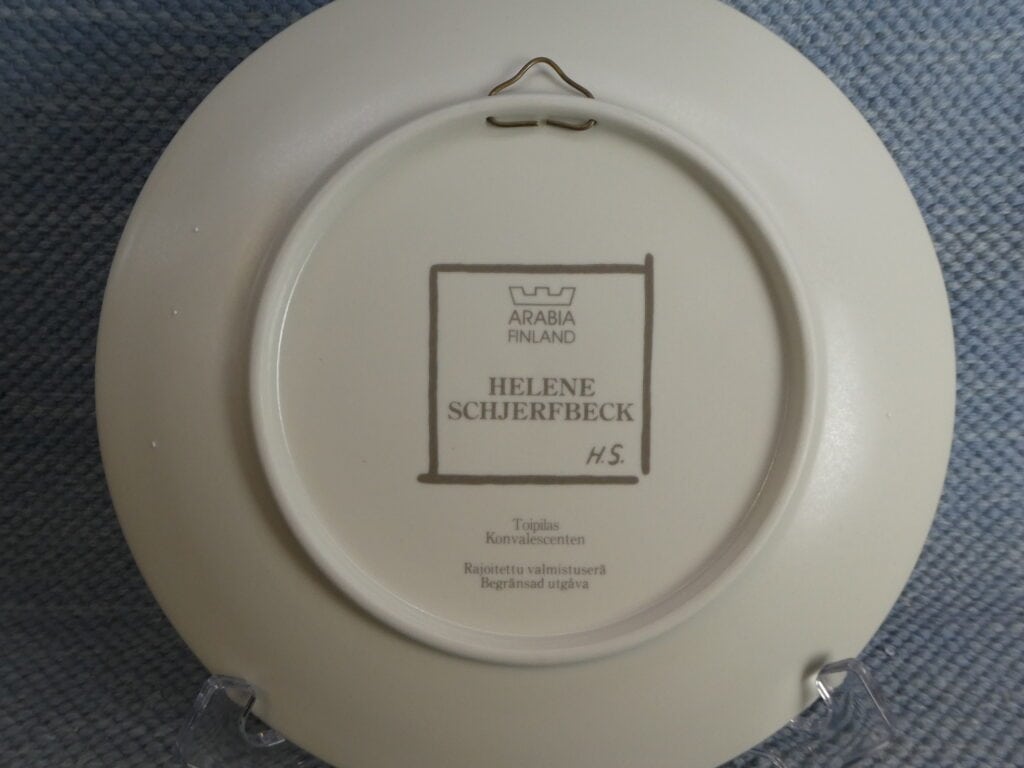 ARABIA
FINLAND
HELENE
SCHJERFBECK
H.S.
Toipilas
Konvalescenten
Rajoitettu valmistuserä
Begränsad utgåva